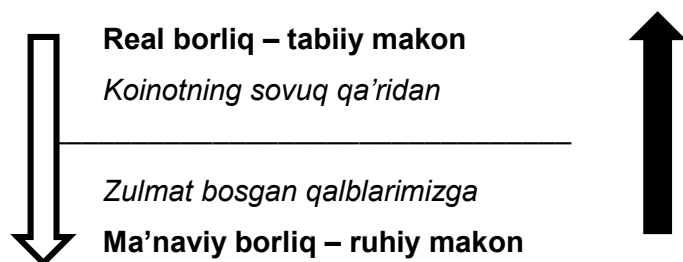 Real borliq – tabiiy makon
Koinotning sovuq qa’ridan
Zulmat bosgan qalblarimizga
Ma’naviy borliq – ruhiy makon